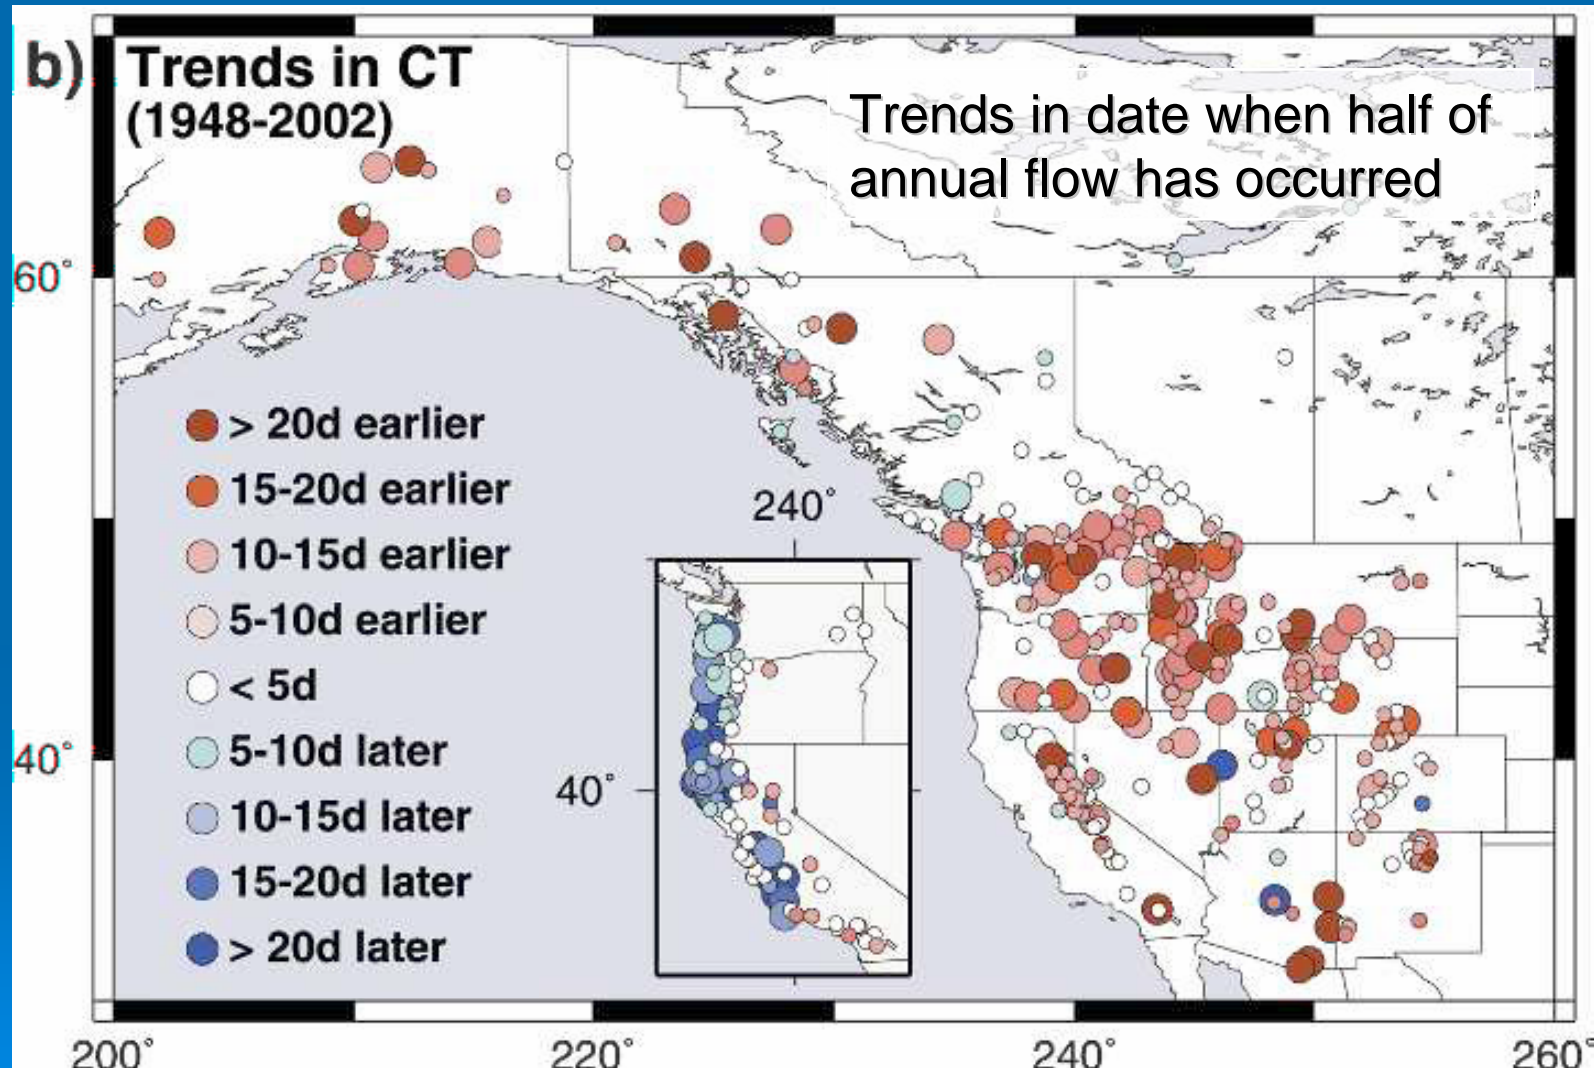 b)
Trends in CT
(1948-2002)
Trends in date when half of
annual flow has occurred
60°
> 20d earlier
15-20d earlier
10-15d earlier
5-10d earlier
< 5d
5-10d later
10-15d later
15-20d later
> 20d later
240°
40°
40°
200°
220°
240°
260°